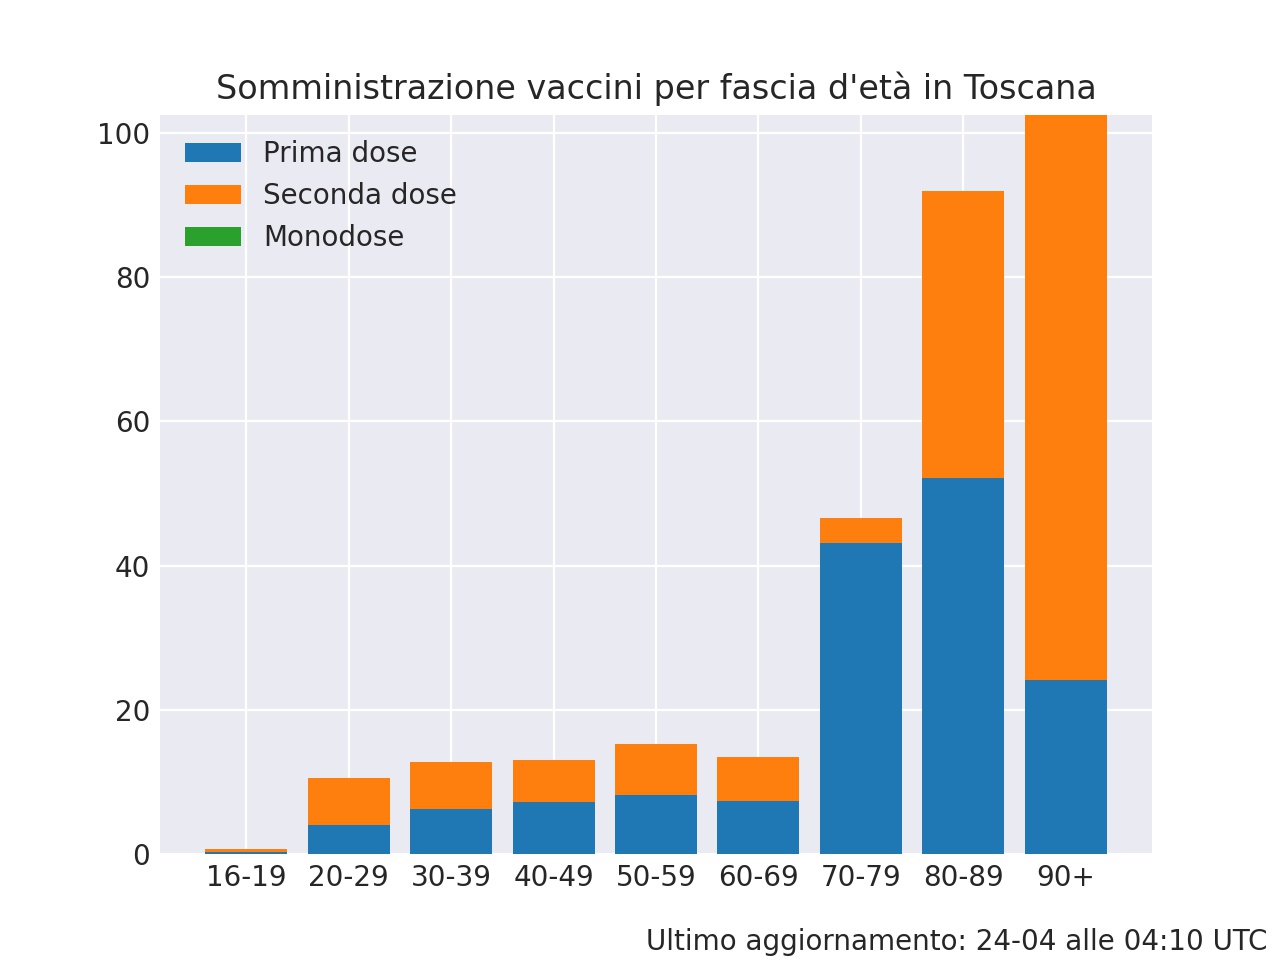 Somministrazione vaccini per fascia d'età in Toscana
100
80
60
40
20
0
Prima dose
Seconda dose
Monodose
16-19 20-29 30-39 40-49 50-59 60-69 70-79 80-89 90+
Ultimo aggiornamento: 24-04 alle 04:10 UTC